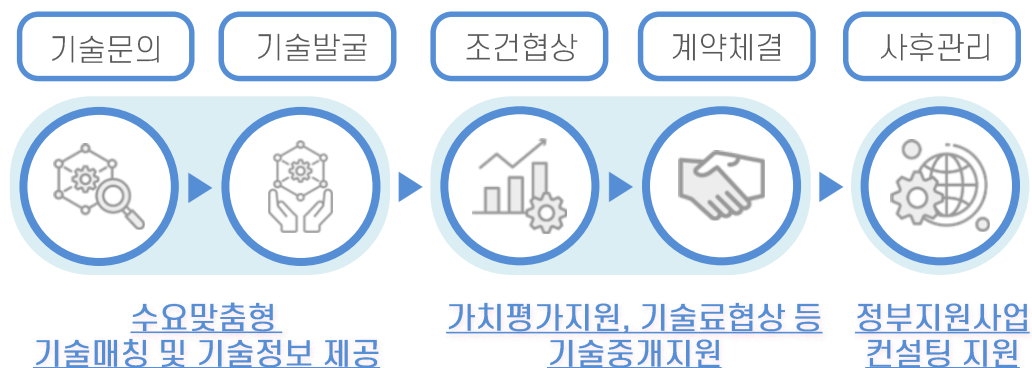 기술문의
기술발굴
조건협상
계약체결
사후관리
수요맞춤형
기술매칭 및 기술정보 제공
가치평가지원, 기술료협상 등
기술중개지원
정부지원사업
컨설팅 지원